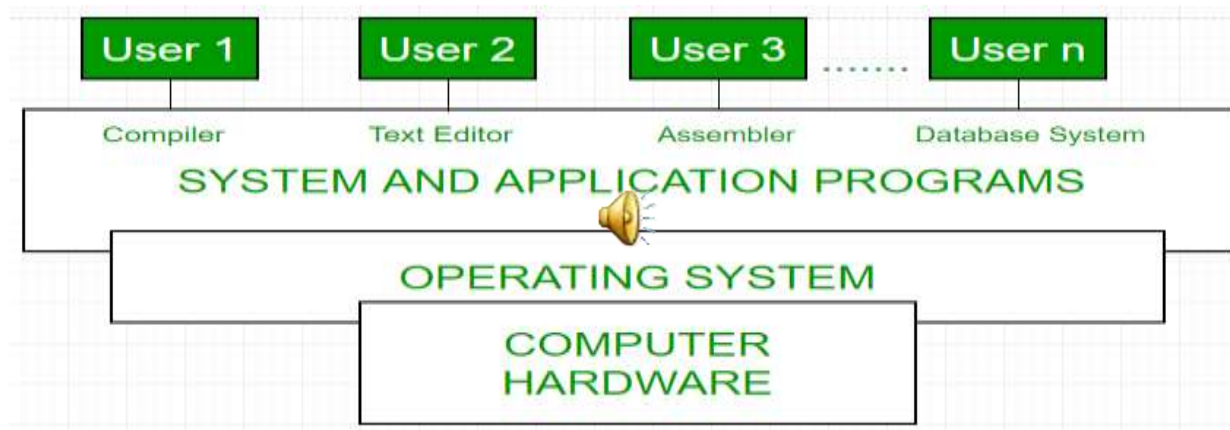 User 1 User 2 User 3 ....... User n
Compiler Text Editor Assembler Database System
SYSTEM AND APPLICATION PROGRAMS
OPERATING SYSTEM
COMPUTER
HARDWARE